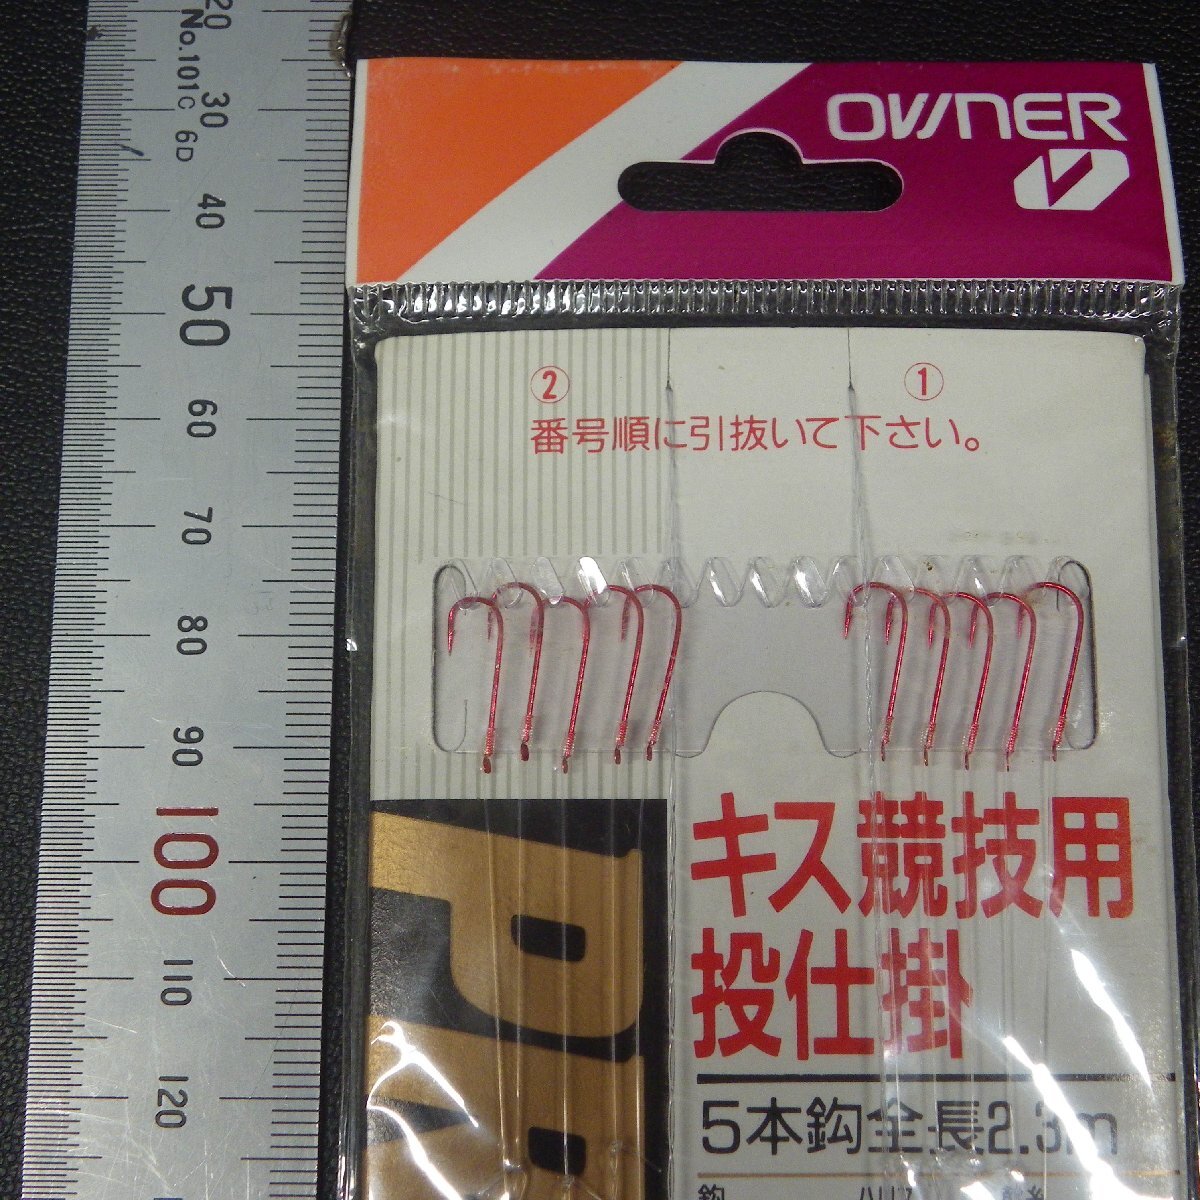 20
No.101C 6D
30
40
50
60
70
80
90
100
110
120
OWNER
② ①
番号順に引抜いて下さい。
キス競技用
投仕掛
5本鈎全長2.3m